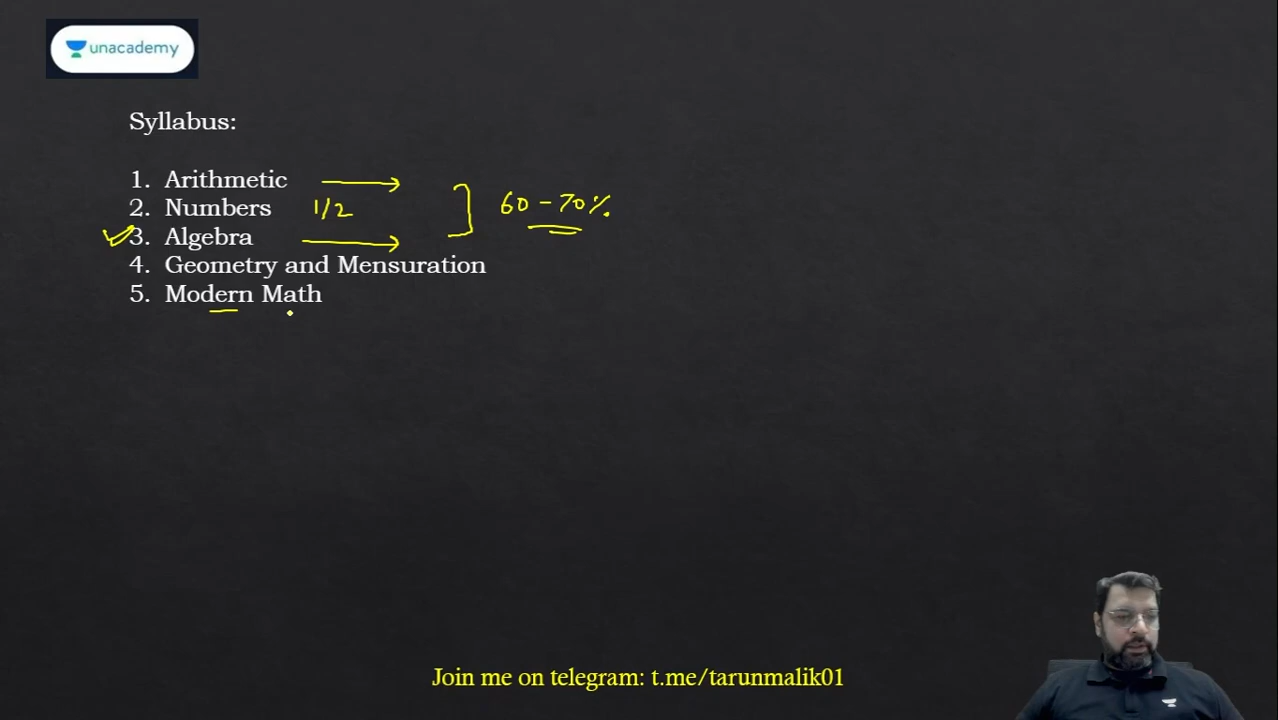 unacademy
Syllabus:
1. Arithmetic
2. Numbers 1/2
3. Algebra
60 - 70%
4. Geometry and Mensuration
5. Modern Math
Join me on telegram: t.me/tarunmalik01